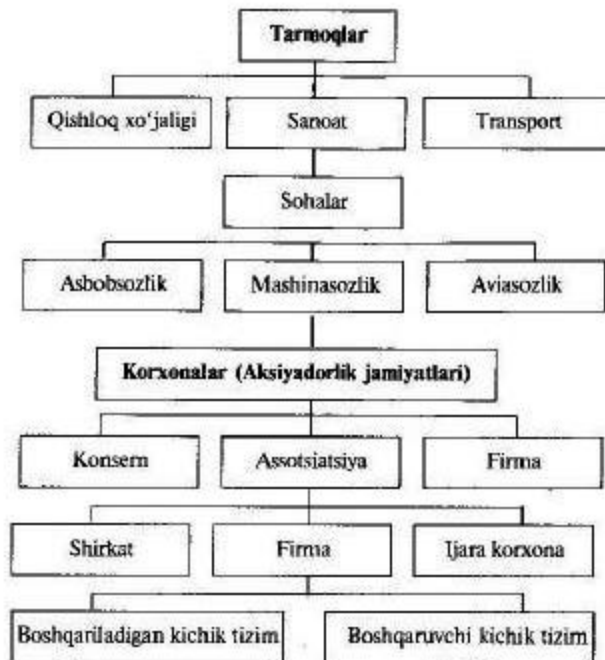 Tarmoqlar
Qishloq xo'jaligi
Sanoat
Transport
Sohalar
Asbobsozlik
Mashinasozlik
Aviasozlik
Korxonalar (Aksiyadorlik jamiyatlari)
Konsern
Assotsiatsiya
Firma
Shirkat
Firma
Ijara korxona
Boshqariladigan kichik tizim
Boshqaruvchi kichik tizim